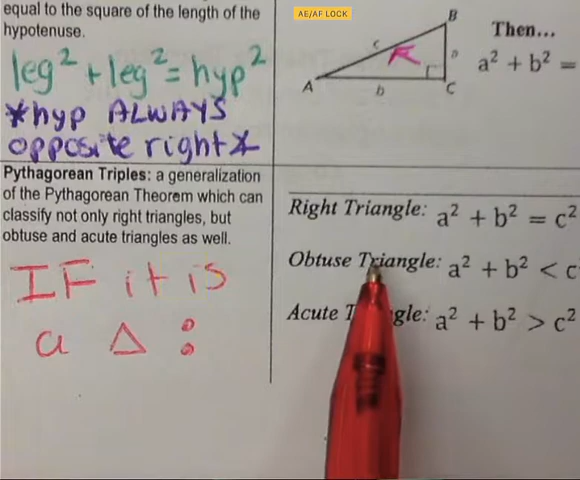 AE/AF LOCK
equal to the square of the length of the
hypotenuse.
leg² + leg² = hyp²
*hyp ALWAYS
opposite right *
B
c
a
A
b
C
Then...
a² + b² =
Pythagorean Triples: a generalization
of the Pythagorean Theorem which can
classify not only right triangles, but
obtuse and acute triangles as well.
IF it is
a Δ :
Right Triangle: a² + b² = c²
Obtuse Triangle: a² + b² < c
Acute T gle: a² + b² > c²